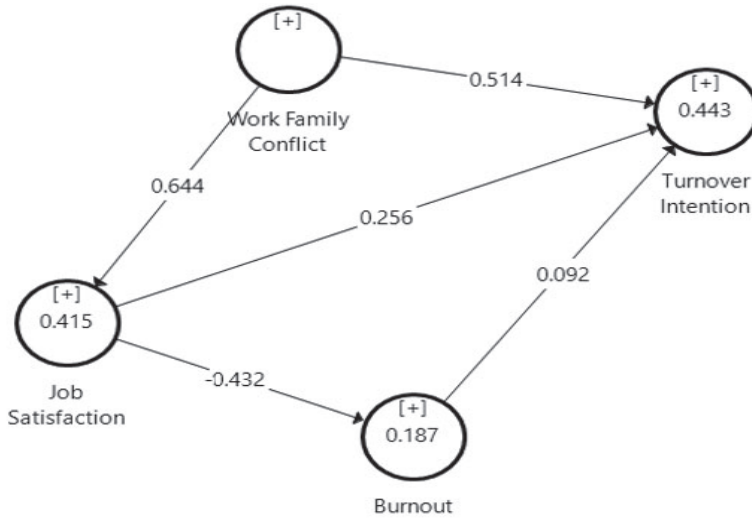 [+]
Work Family
Conflict
0.514
[+]
0.443
Turnover
Intention
0.644
0.256
0.092
[+]
0.415
Job
Satisfaction
-0.432
[+]
0.187
Burnout